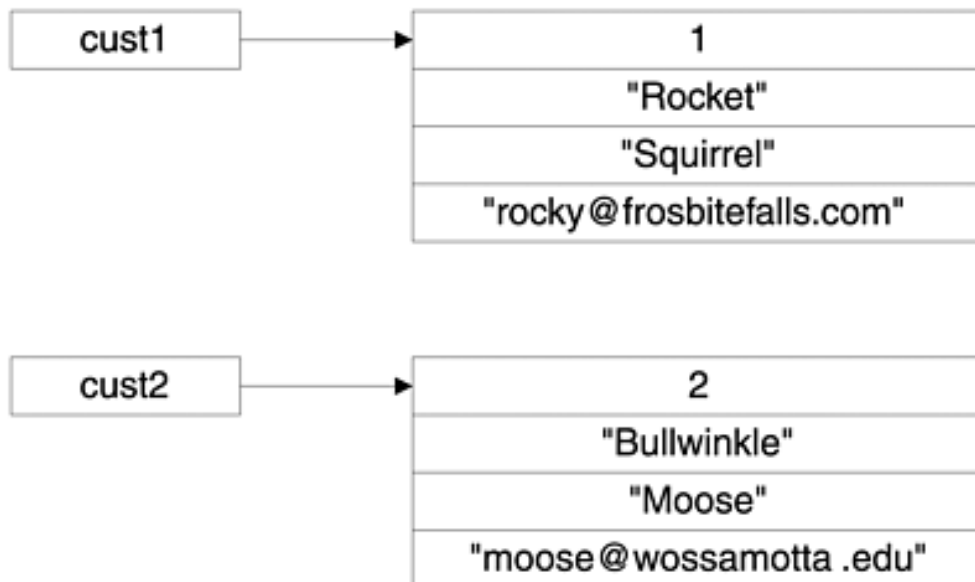 cust1
1
"Rocket"
"Squirrel"
"rocky@frosbitefalls.com"
cust2
2
"Bullwinkle"
"Moose"
"moose@wossamotta .edu"